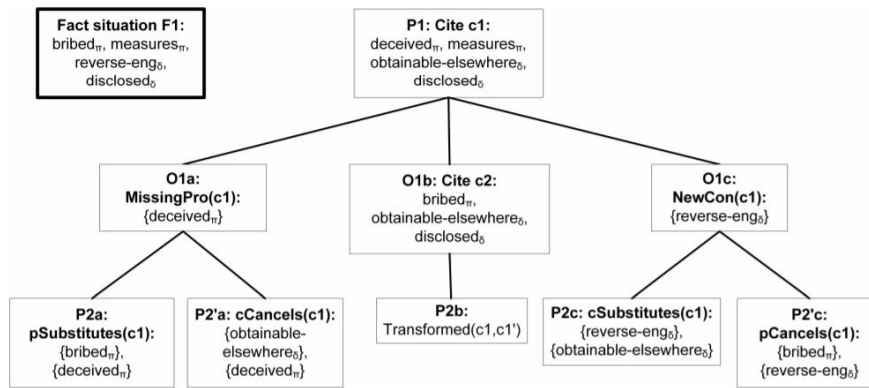 Fact situation F1:
bribedπ, measuresπ,
reverse-engδ,
disclosedδ
P1: Cite c1:
deceivedπ, measuresπ,
obtainable-elsewhereδ,
disclosedδ
O1a:
MissingPro(c1):
{deceivedπ}
O1b: Cite c2:
bribedπ,
obtainable-elsewhereδ,
disclosedδ
O1c:
NewCon(c1):
{reverse-engδ}
P2a:
pSubstitutes(c1):
{bribedπ},
{deceivedπ}
P2'a: cCancels(c1):
{obtainable-
elsewhereδ},
{deceivedπ}
P2b:
Transformed(c1,c1')
P2c: cSubstitutes(c1):
{reverse-engδ},
{obtainable-elsewhereδ}
P2'c:
pCancels(c1):
{bribedπ},
{reverse-engδ}